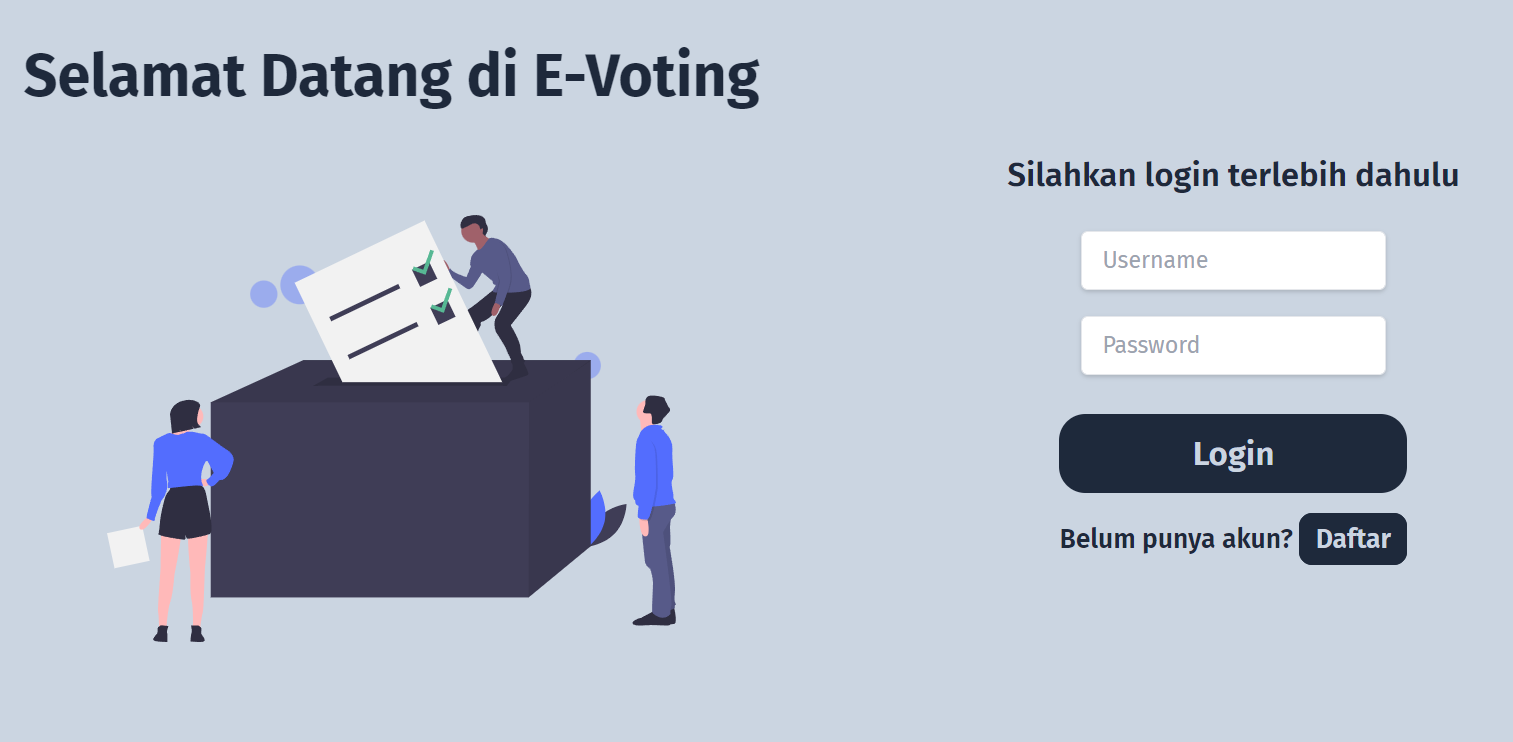 Selamat Datang di E-Voting
Silahkan login terlebih dahulu
Username
Password
Login
Belum punya akun? Daftar